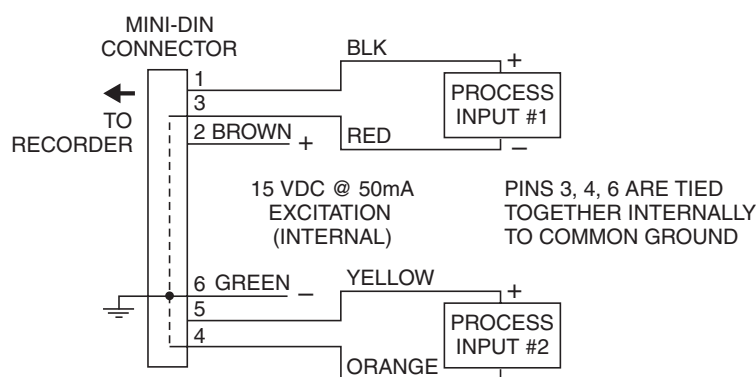 MINI-DIN
CONNECTOR
BLK
+
1
PROCESS
INPUT #1
3
TO
RECORDER
2 BROWN +
RED
–
15 VDC @ 50mA
EXCITATION
(INTERNAL)
PINS 3, 4, 6 ARE TIED
TOGETHER INTERNALLY
TO COMMON GROUND
6 GREEN –
YELLOW
+
5
PROCESS
INPUT #2
4
ORANGE